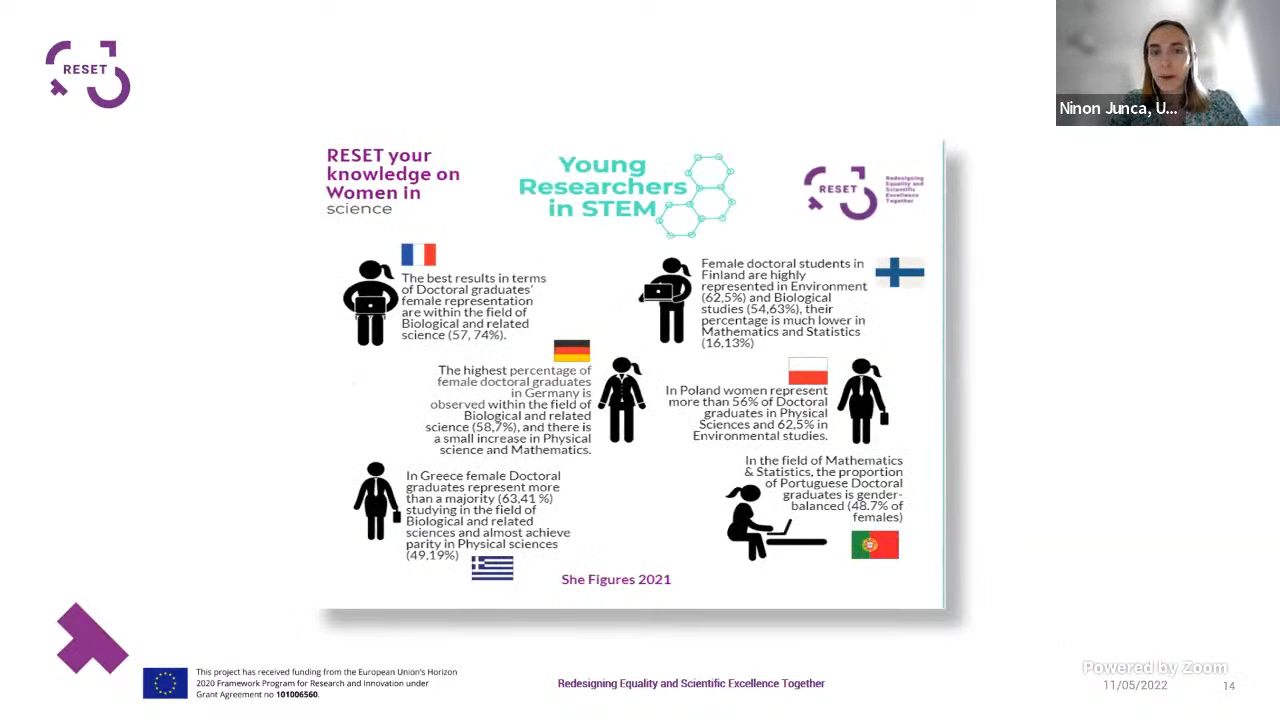 RESET
Ninon Junca, U...
RESET your
knowledge on
Women in
science
Young
Researchers
in STEM
RESET
Redesigning
Equality and
Scientific
Excellence
Together
The best results in terms
of Doctoral graduates'
female representation
are within the field of
Biological and related
science (57, 74%).
Female doctoral students in
Finland are highly
represented in Environment
(62,5%) and Biological
studies (54,63%), their
percentage is much lower in
Mathematics and Statistics
(16,13%)
The highest percentage of
female doctoral graduates
in Germany is
observed within the field of
Biological and related
science (58,7%), and there is
a small increase in Physical
science and Mathematics.
In Poland women represent
more than 56% of Doctoral
graduates in Physical
Sciences and 62,5% in
Environmental studies.
In Greece female Doctoral
graduates represent more
than a majority (63,41 %)
studying in the field of
Biological and related
sciences and almost achieve
parity in Physical sciences
(49,19%)
In the field of Mathematics
& Statistics, the proportion
of Portuguese Doctoral
graduates is gender-
balanced (48.7% of
females)
She Figures 2021
This project has received funding from the European Union's Horizon
2020 Framework Program for Research and Innovation under
Grant Agreement no 101006560.
Redesigning Equality and Scientific Excellence Together
Powered by Zoom
11/05/2022
14